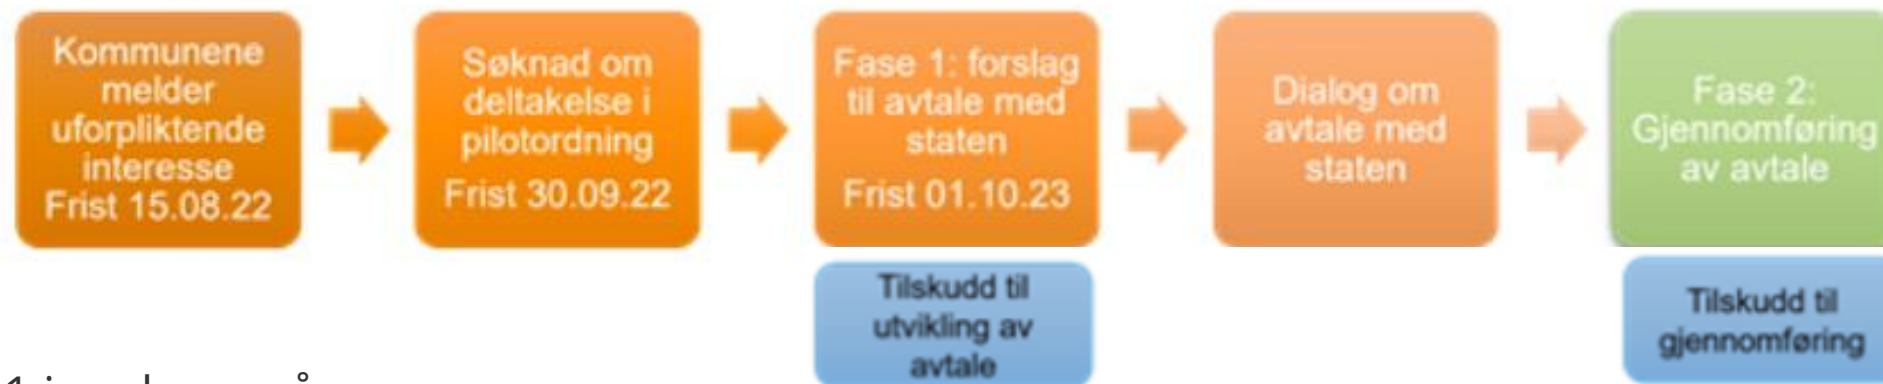 Kommunene
melder
uforpliktende
interesse
Frist 15.08.22
Søknad om
deltakelse i
pilotordning
Frist 30.09.22
Fase 1: forslag
til avtale med
staten
Frist 01.10.23
Dialog om
avtale med
staten
Fase 2:
Gjennomføring
av avtale
Tilskudd til
utvikling av
avtale
Tilskudd til
gjennomføring